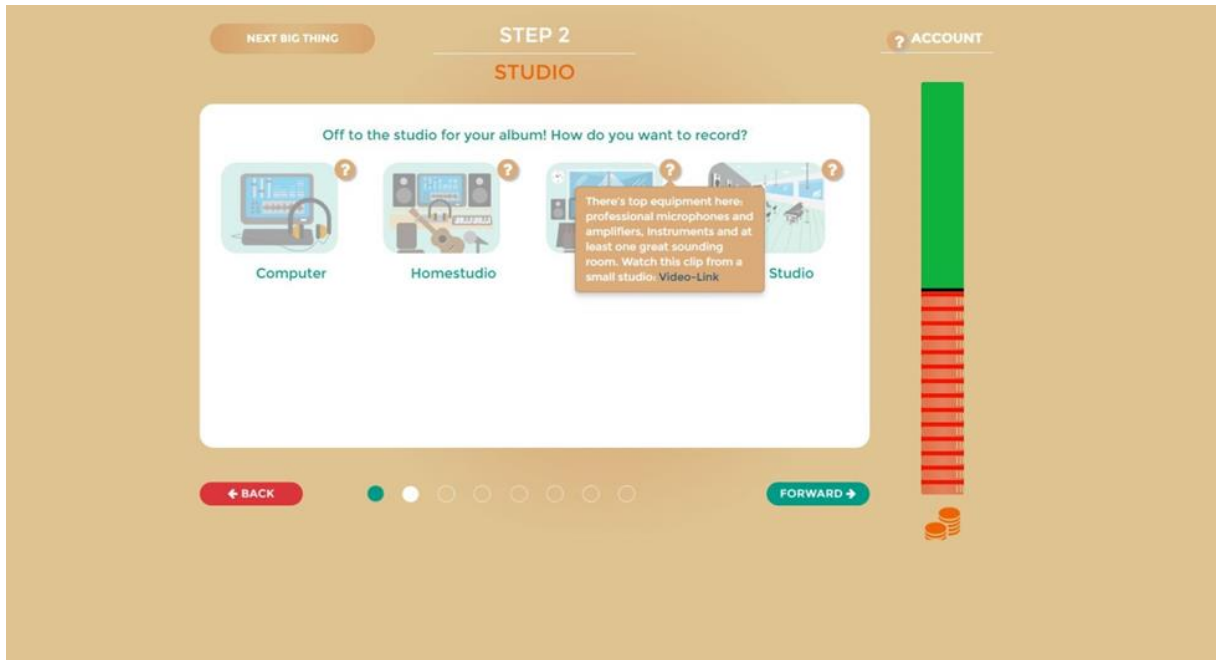 NEXT BIG THING
STEP 2
? ACCOUNT
STUDIO
Off to the studio for your album! How do you want to record?
? ? ? ?
There's top equipment here:
professional microphones and
amplifiers, Instruments and at
least one great sounding
room. Watch this clip from a
small studio: Video-Link
Computer
Homestudio
Studio
← BACK
FORWARD →